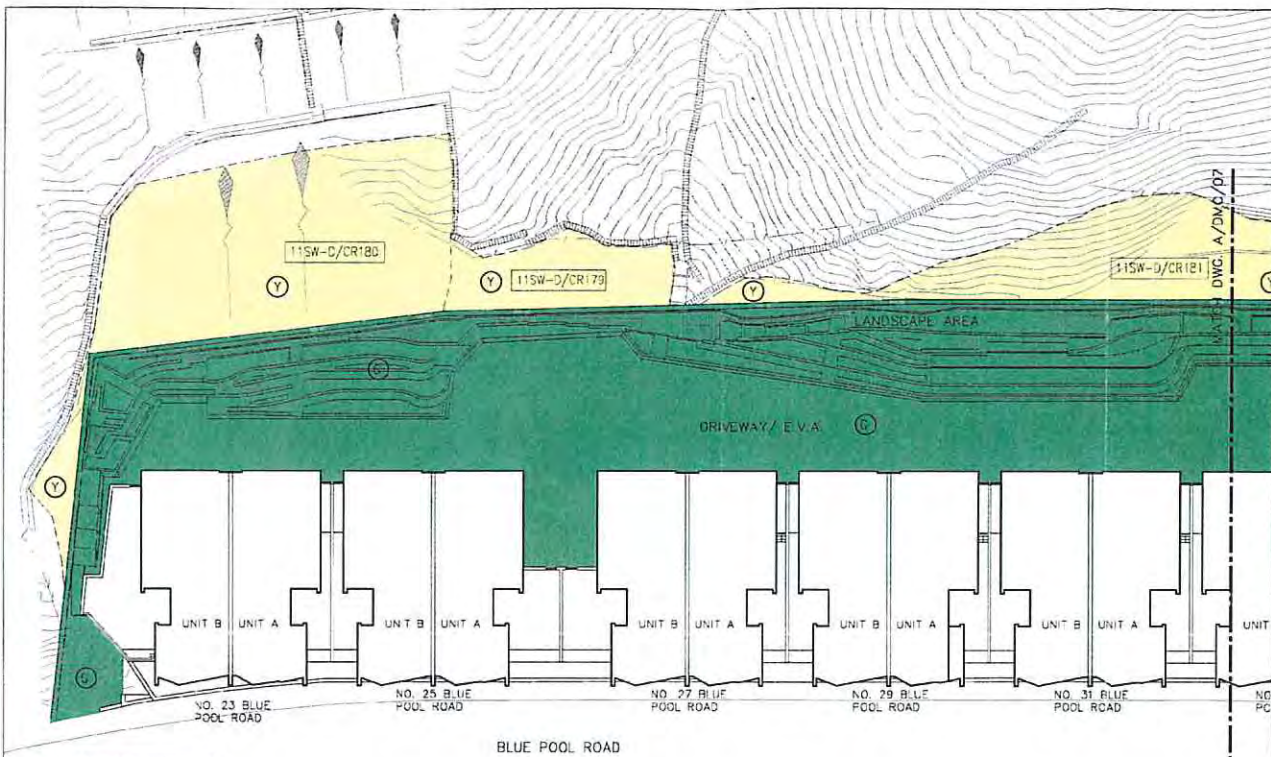 11SW-D/CR180
Y
Y
11SW-D/CR179
Y
11SW-D/CR181
Y
MATCH DWG. A/DMC/07
LANDSCAPE AREA
G
DRIVEWAY/ E.V.A.
G
Y
UNIT B UNIT A
UNIT B UNIT A
UNIT B UNIT A
UNIT B UNIT A
UNIT B UNIT A
UNIT
G
NO. 23 BLUE
POOL ROAD
NO. 25 BLUE
POOL ROAD
NO. 27 BLUE
POOL ROAD
NO. 29 BLUE
POOL ROAD
NO. 31 BLUE
POOL ROAD
BLUE POOL ROAD